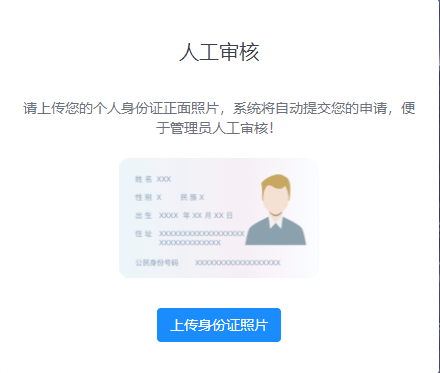 人工审核
请上传您的个人身份证正面照片，系统将自动提交您的申请，便
于管理员人工审核！
姓 名 XXX
性 别 X 民 族 X
出 生 XXXX 年 XX 月 XX 日
住 址 XXXXXXXXXXXXXXXXXX
XXXXXXXXXXXXX
公民身份号码 XXXXXXXXXXXXXXXXXX
上传身份证照片